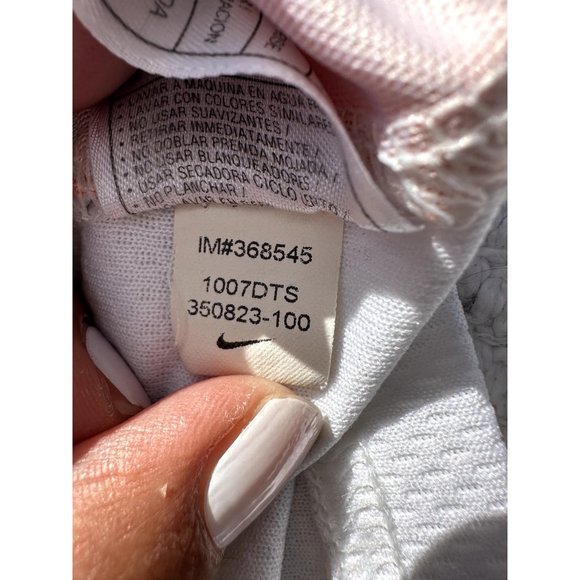 • LAVAR A MAQUINA EN AGUA
• LAVAR CON COLORES SIMILARES
• NO USAR SUAVIZANTES /
• RETIRAR INMEDIATAMENTE /
• NO DOBLAR PRENDA MOJADA /
• NO USAR BLANQUEADORES
• USAR SECADORA CICLO
• NO PLANCHAR /
IM#368545
1007DTS
350823-100